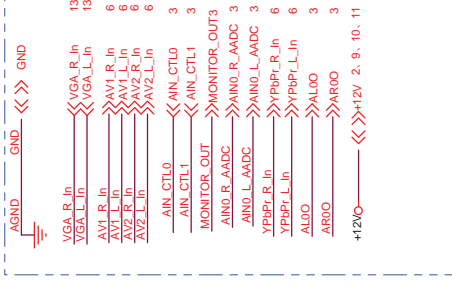 AGND GND GND
VGA_R_In VGA_R_In 13
VGA_L_In VGA_L_In 13
AV1_R_In AV1_R_In 6
AV1_L_In AV1_L_In 6
AV2_R_In AV2_R_In 6
AV2_L_In AV2_L_In 6
AIN_CTL0 AIN_CTL0 3
AIN_CTL1 AIN_CTL1 3
MONITOR_OUT MONITOR_OUT3
AIN0_R_AADC AIN0_R_AADC 3
AIN0_L_AADC AIN0_L_AADC 3
YPbPr_R_In YPbPr_R_In 6
YPbPr_L_In YPbPr_L_In 6
AL0O AL0O 3
AR0O AR0O 3
+12V +12V 2、9、10、11